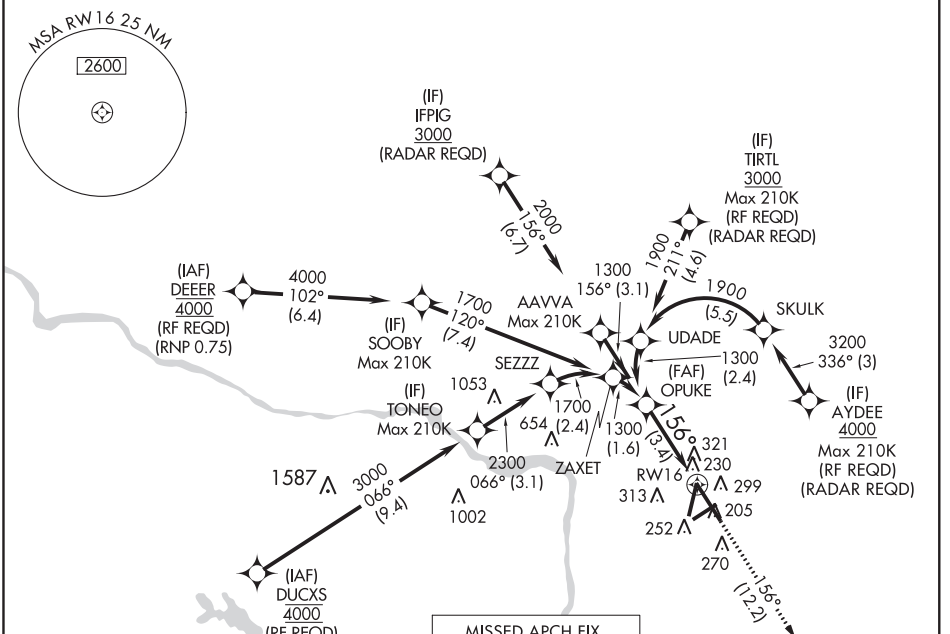 MSA RW16 25 NM
2600
(IF)
IFPIG
3000
(RADAR REQD)
2000
156°
(6.7)
(IF)
TIRTL
3000
Max 210K
(RF REQD)
(RADAR REQD)
1900
211°
(4.6)
(IAF)
DEEER
4000
(RF REQD)
(RNP 0.75)
4000
102°
(6.4)
(IF)
SOOBY
Max 210K
1700
120°
(7.4)
AAVVA
Max 210K
1300
156° (3.1)
1900
(5.5)
SKULK
UDADE
1300
(2.4)
3200
336° (3)
(IF)
AYDEE
4000
Max 210K
(RF REQD)
(RADAR REQD)
SEZZZ
(FAF)
OPUKE
(IF)
TONEO
Max 210K
1053
654
1700
(2.4)
1300
(1.6)
ZAXET
156°
(3.4)
2300
066° (3.1)
1587
3000
066°
(9.4)
1002
RW16
321
230
299
313
205
252
270
156°
(12.2)
(IAF)
DUCXS
4000
(RF REQD)
MISSED APCH FIX